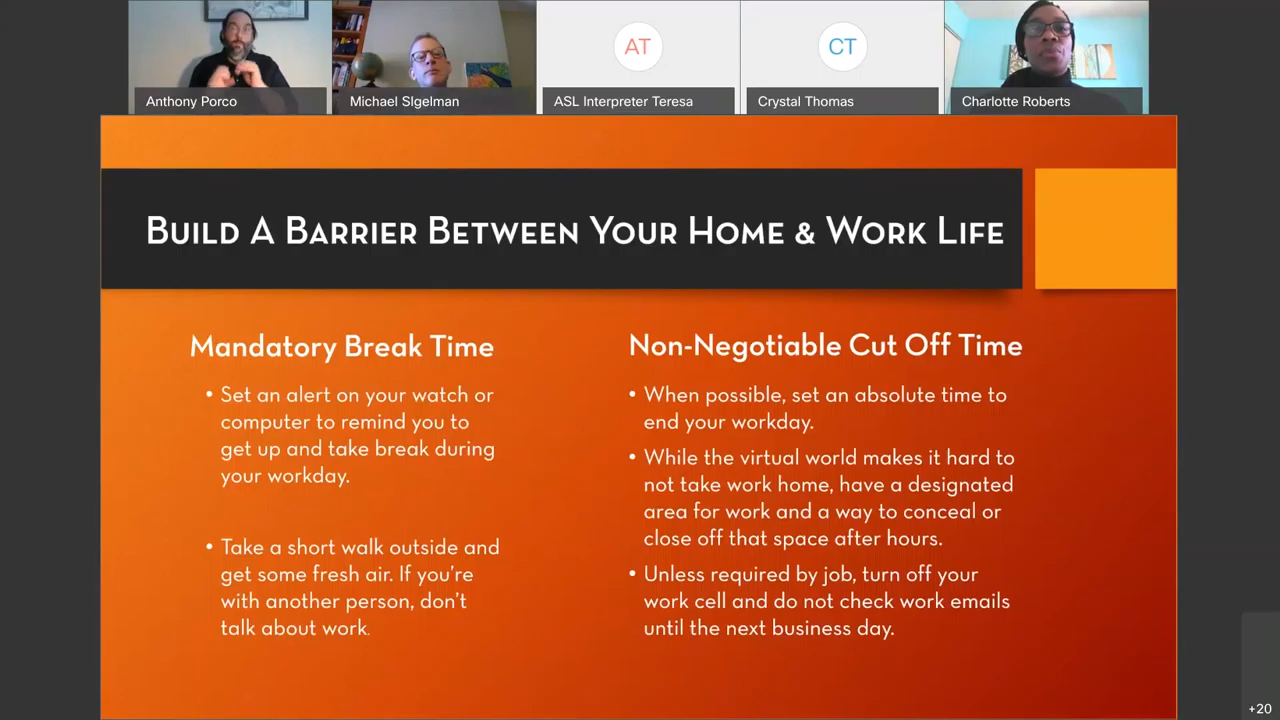 AT
CT
Anthony Porco
Michael SIgelman
ASL Interpreter Teresa
Crystal Thomas
Charlotte Roberts
Build A Barrier Between Your Home & Work Life
Mandatory Break Time
• Set an alert on your watch or
computer to remind you to
get up and take break during
your workday.
• Take a short walk outside and
get some fresh air. If you're
with another person, don't
talk about work.
Non-Negotiable Cut Off Time
• When possible, set an absolute time to
end your workday.
• While the virtual world makes it hard to
not take work home, have a designated
area for work and a way to conceal or
close off that space after hours.
• Unless required by job, turn off your
work cell and do not check work emails
until the next business day.
+20